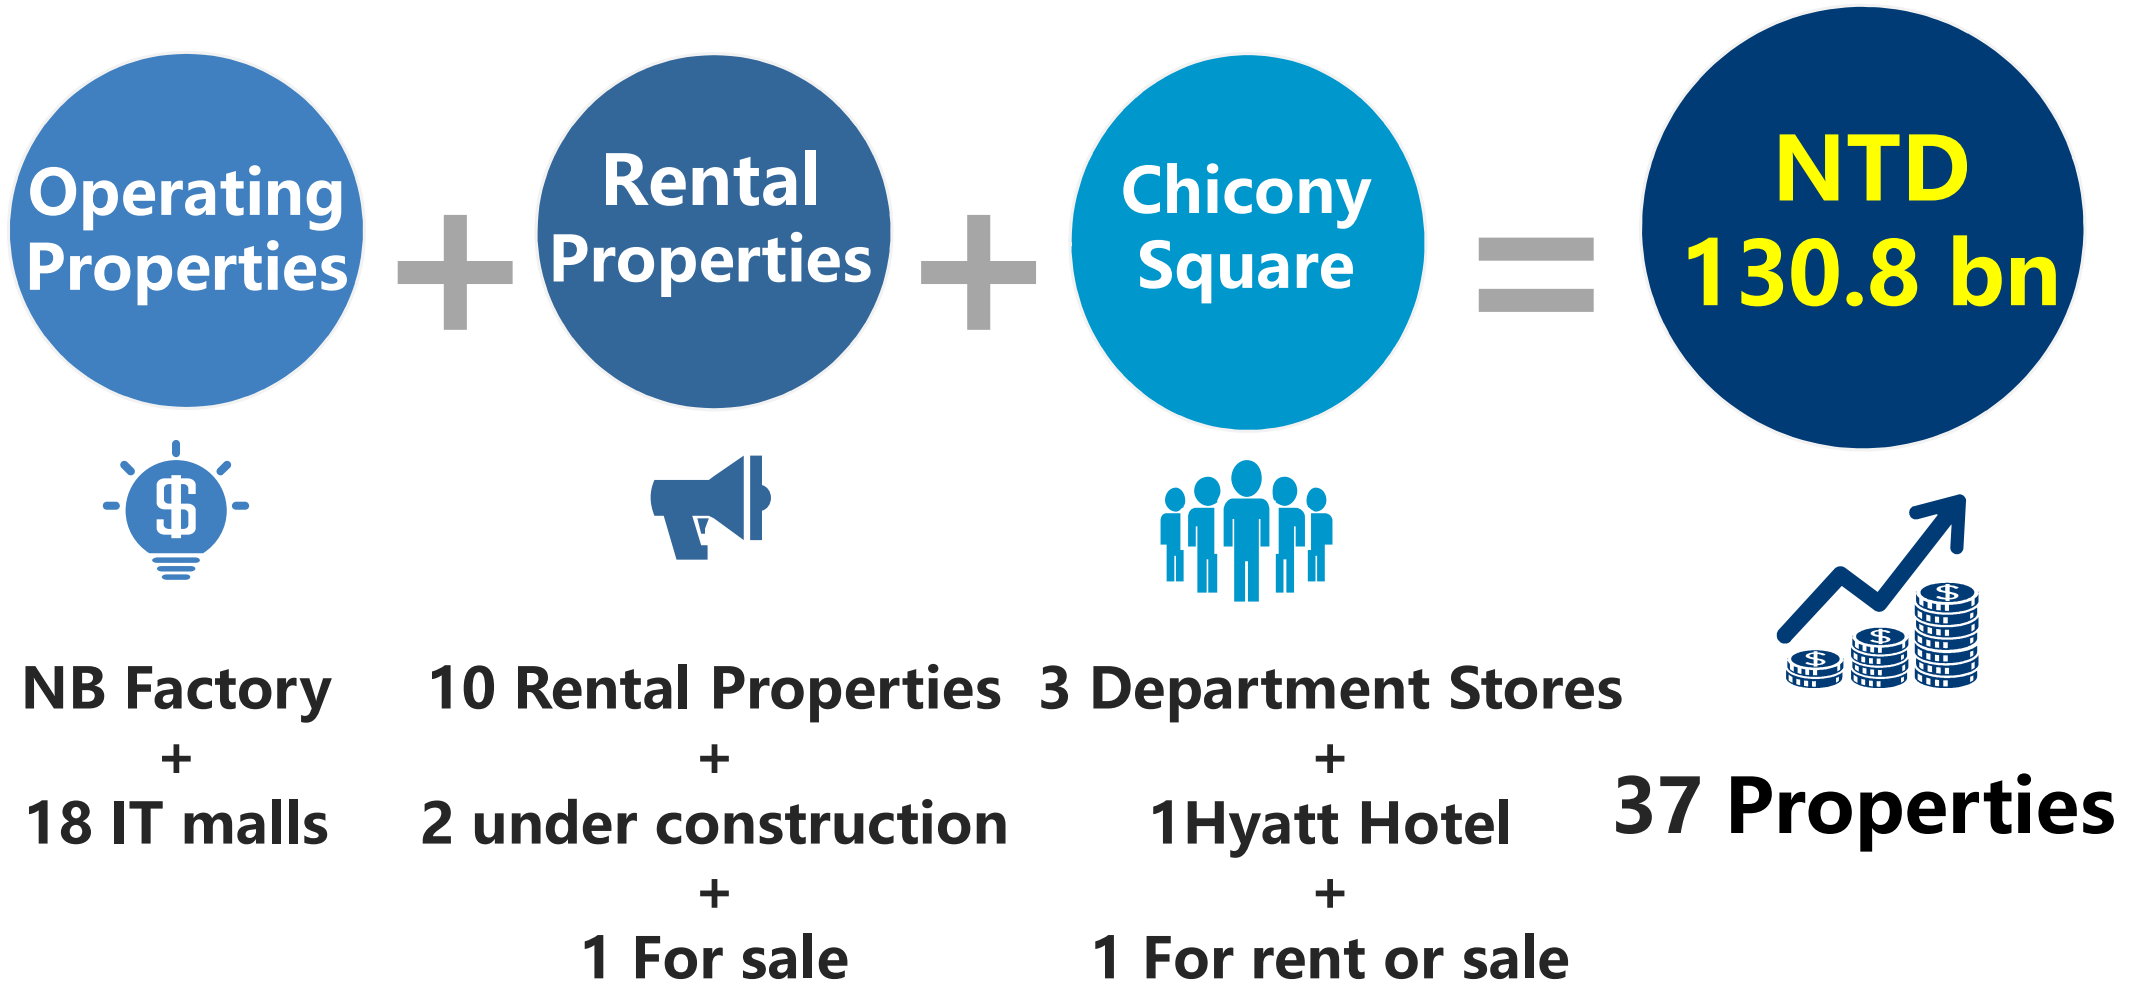 Operating
Properties
+
Rental
Properties
+
Chicony
Square
=
NTD
130.8 bn
NB Factory
+
18 IT malls
10 Rental Properties
+
2 under construction
+
1 For sale
3 Department Stores
+
1Hyatt Hotel
+
1 For rent or sale
37 Properties